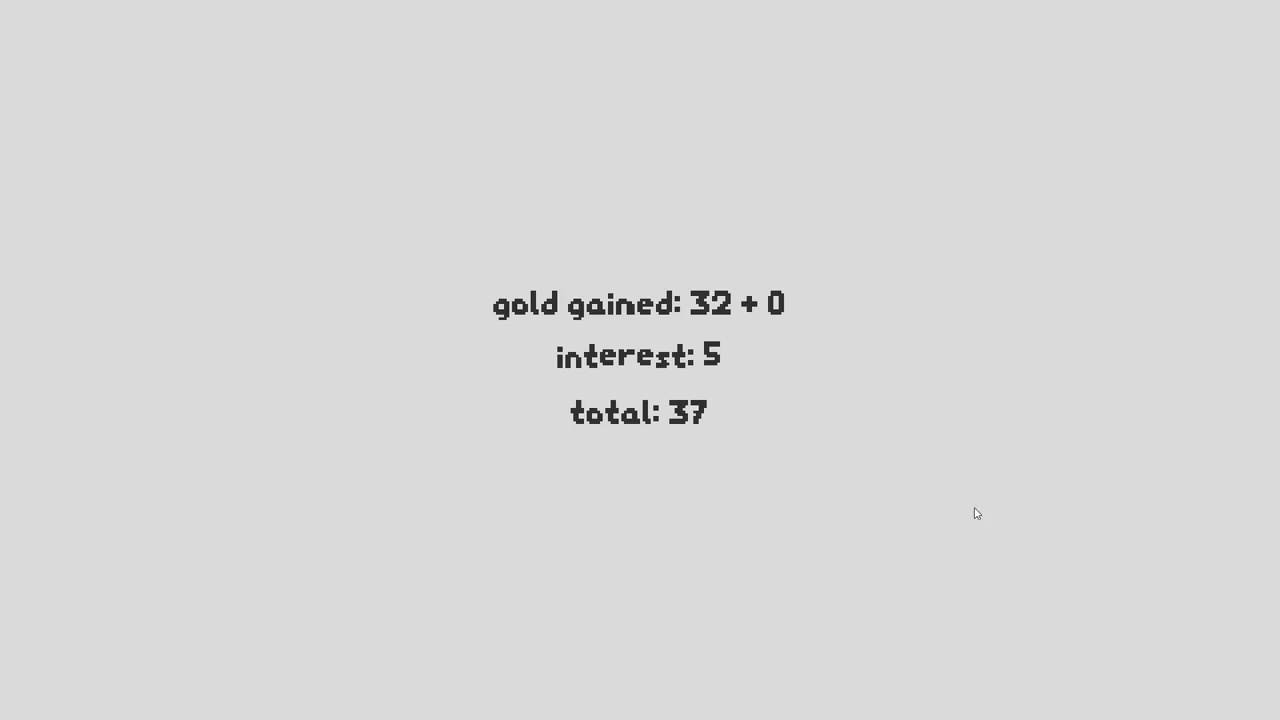 gold gained: 32 + 0
interest: 5
total: 37